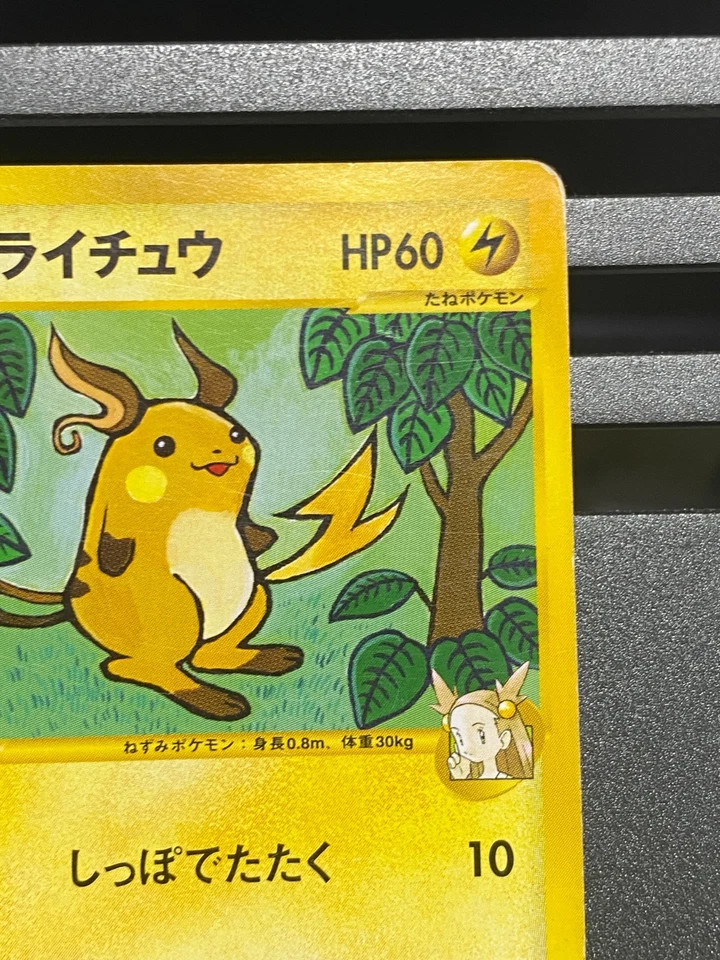 ライチュウ HP60
たねポケモン
ねずみポケモン：身長0.8m、体重30kg
しっぽでたたく 10